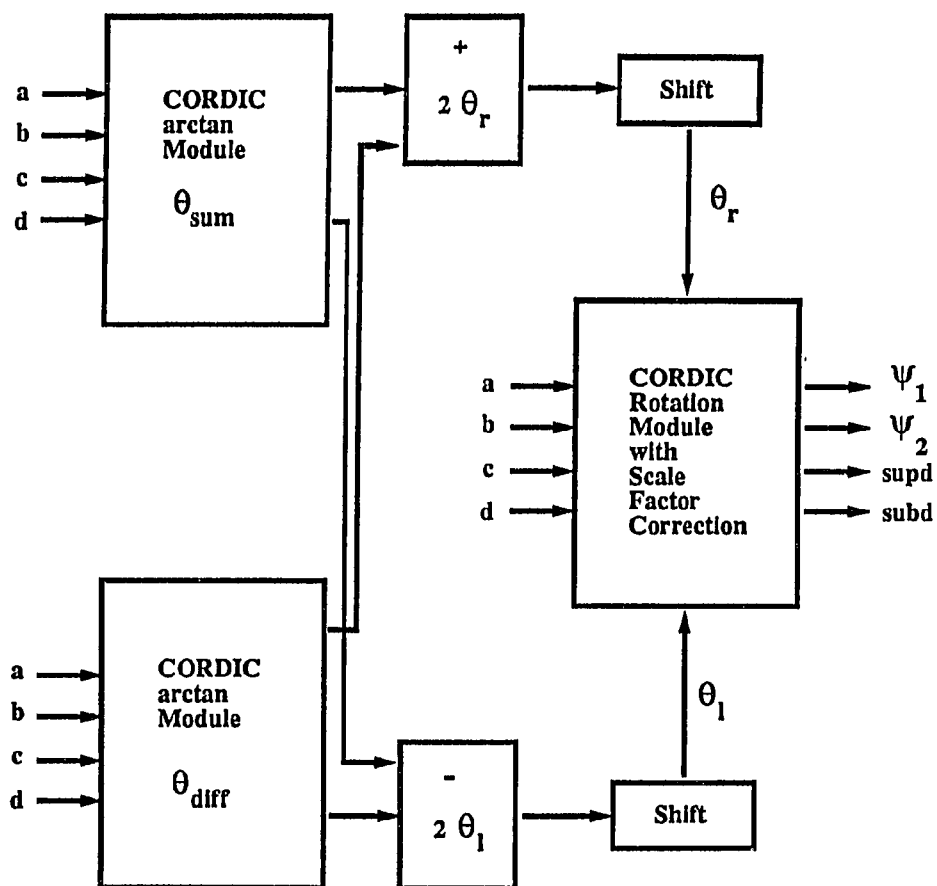 a
b
c
d
CORDIC
arctan
Module
θsum
+
2 θr
Shift
θr
a
b
c
d
CORDIC
Rotation
Module
with
Scale
Factor
Correction
Ψ1
Ψ2
supd
subd
a
b
c
d
CORDIC
arctan
Module
θdiff
-
2 θl
Shift
θl